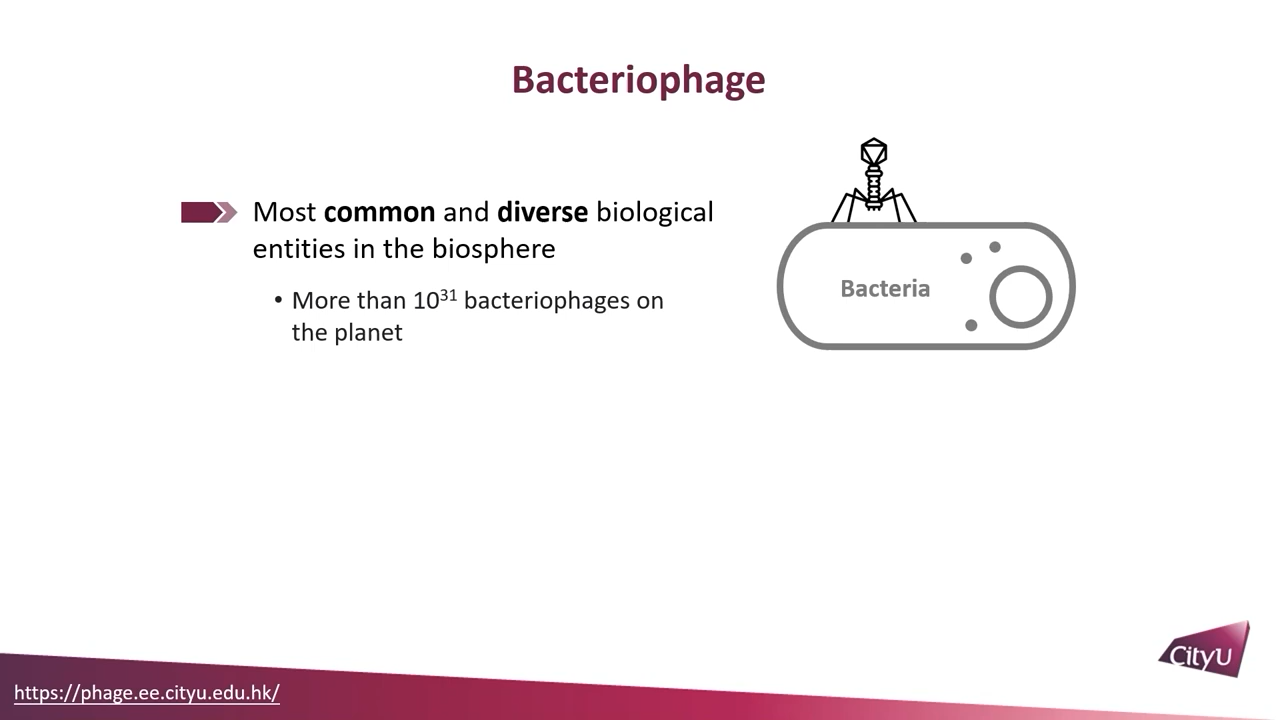 Bacteriophage
Most common and diverse biological
entities in the biosphere
• More than 10³¹ bacteriophages on
the planet
Bacteria
CityU
https://phage.ee.cityu.edu.hk/